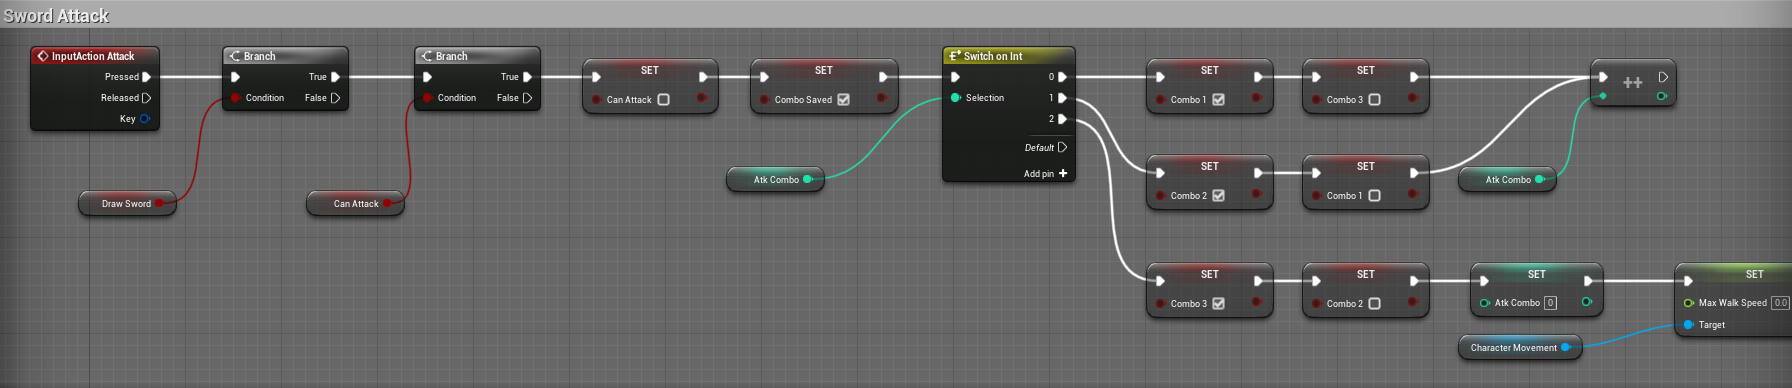 Sword Attack
InputAction Attack
Pressed
Released
Key
Branch
True
Condition
False
Branch
True
Condition
False
SET
Can Attack
SET
Combo Saved
Switch on Int
0
Selection
1
2
Default
Add pin +
SET
Combo 1
SET
Combo 3
++
Draw Sword
Can Attack
Atk Combo
SET
Combo 2
SET
Combo 1
Atk Combo
SET
Combo 3
SET
Combo 2
SET
Atk Combo 0
SET
Max Walk Speed 0.0
Target
Character Movement